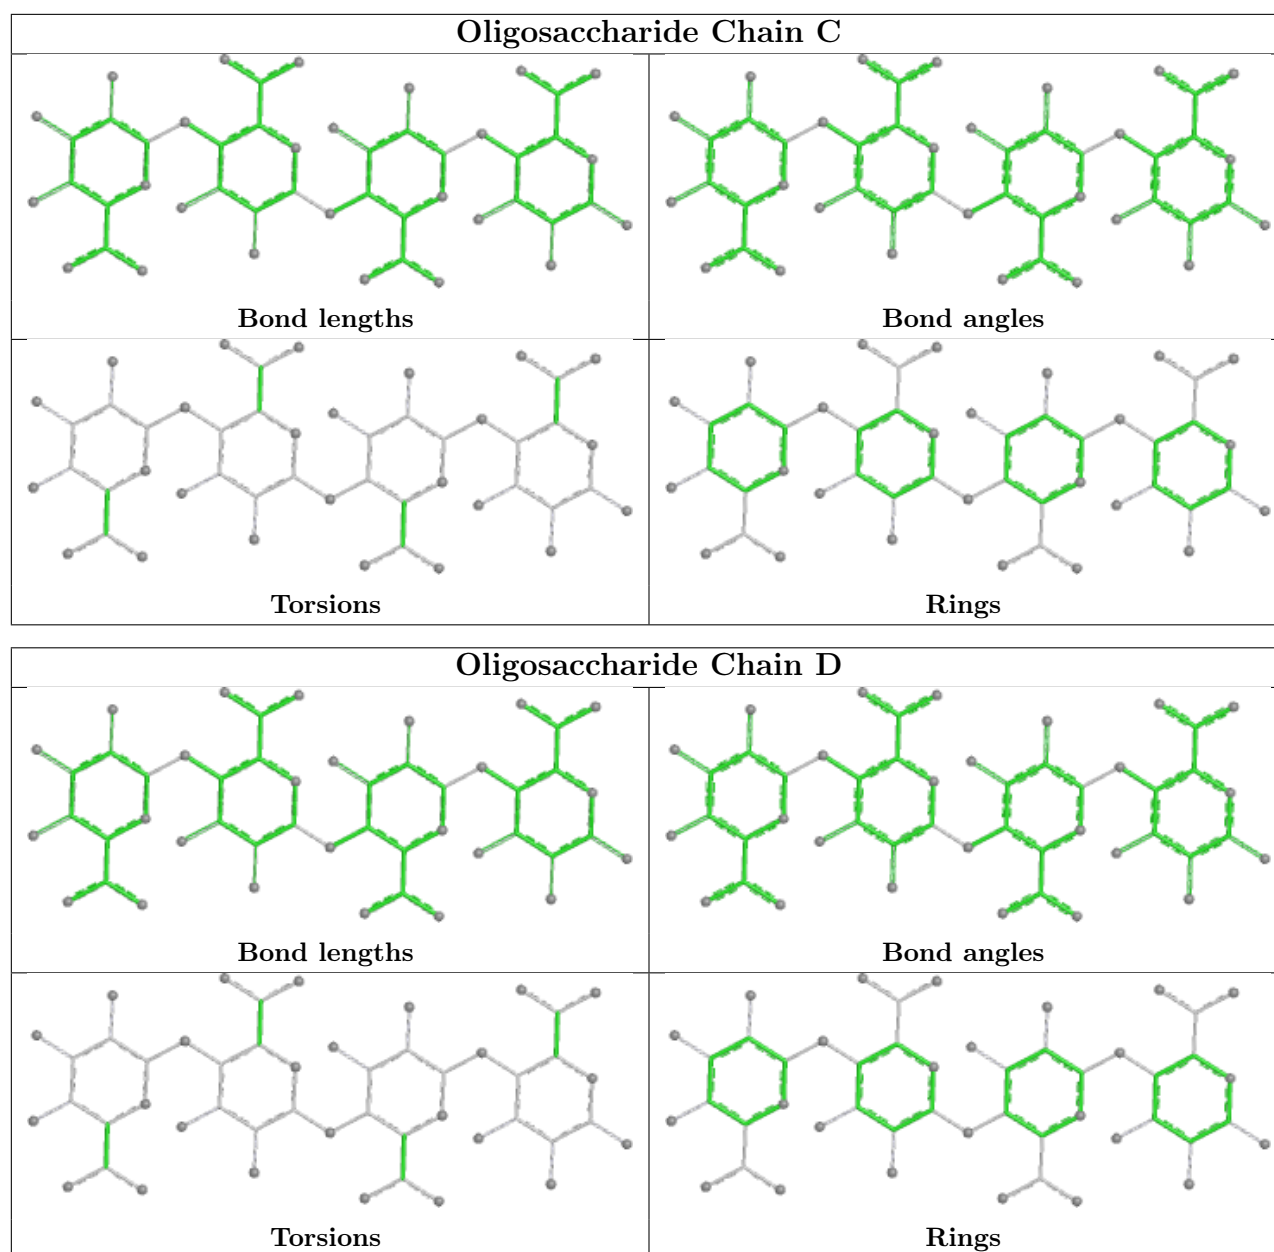 Oligosaccharide Chain C
Bond lengths
Bond angles
Torsions
Rings
Oligosaccharide Chain D
Bond lengths
Bond angles
Torsions
Rings